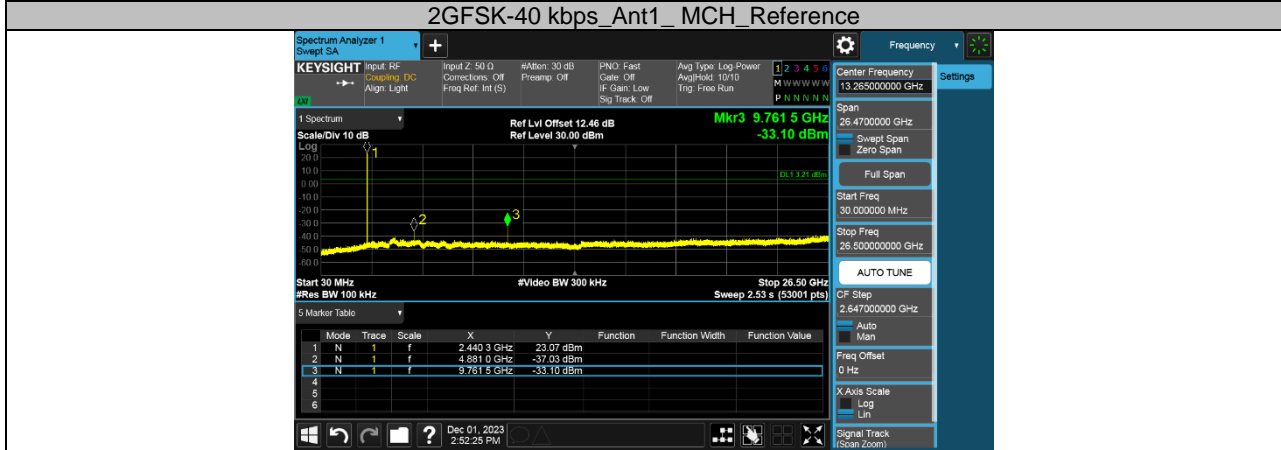 2GFSK-40 kbps_Ant1_ MCH_Reference
Spectrum Analyzer 1
Swept SA
+
Frequency
KEYSIGHT
Input: RF
Coupling: DC
Align: Light
Input Z: 50 Ω
Corrections: Off
Freq Ref: Int (S)
#Atten: 30 dB
Preamp: Off
PNO: Fast
Gate: Off
IF Gain: Low
Sig Track: Off
Avg Type: Log-Power
Avg|Hold: 10/10
Trig: Free Run
1 2 3 4 5 6
M W W W W W
P N N N N N
LXI
Center Frequency
13.265000000 GHz
Settings
1 Spectrum
Ref Lvl Offset 12.46 dB
Mkr3 9.761 5 GHz
Scale/Div 10 dB
Ref Level 30.00 dBm
-33.10 dBm
Span
26.4700000 GHz
Swept Span
Zero Span
Full Span
Start Freq
30.000000 MHz
Stop Freq
26.500000000 GHz
AUTO TUNE
CF Step
2.647000000 GHz
Auto
Man
Freq Offset
0 Hz
X Axis Scale
Log
Lin
Signal Track
(Span Zoom)
Log
20.0
10.0
0.00
-10.0
-20.0
-30.0
-40.0
-50.0
-60.0
1
2
3
DL1 3.21 dBm
Start 30 MHz
#Video BW 300 kHz
Stop 26.50 GHz
#Res BW 100 kHz
Sweep 2.53 s (53001 pts)
5 Marker Table
Mode Trace Scale X Y Function Function Width Function Value
1 N 1 f 2.440 3 GHz 23.07 dBm
2 N 1 f 4.881 0 GHz -37.03 dBm
3 N 1 f 9.761 5 GHz -33.10 dBm
4
5
6
?
Dec 01, 2023
2:52:25 PM